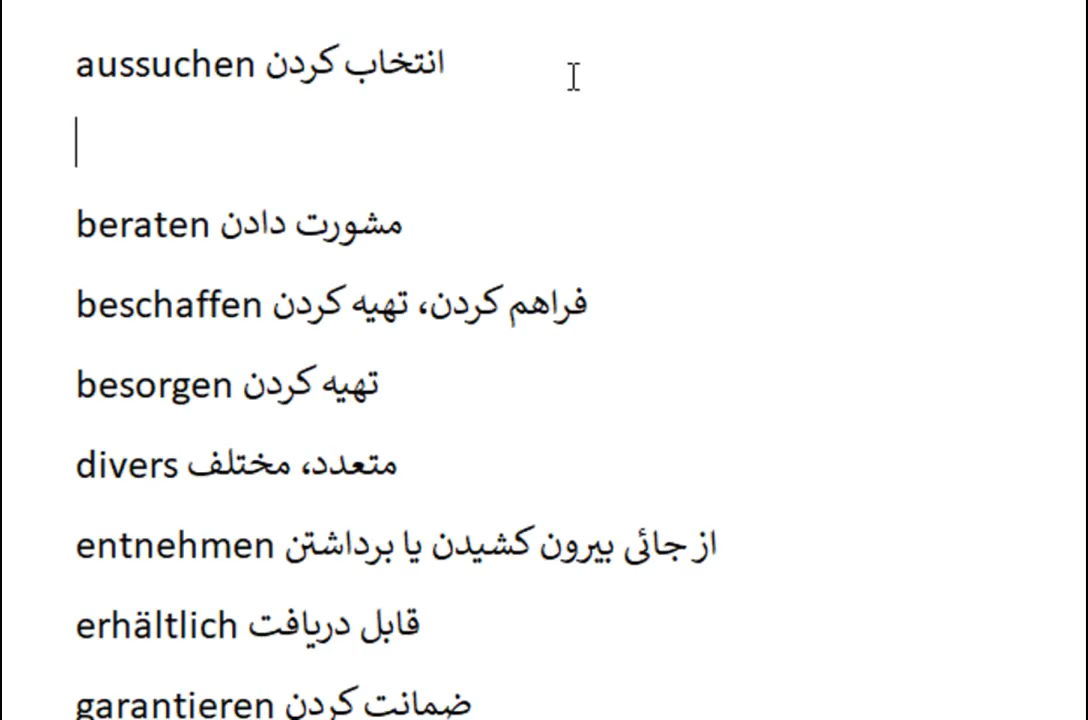 aussuchen انتخاب کردن
beraten مشورت دادن
beschaffen فراهم کردن، تهیه کردن
besorgen تهیه کردن
divers متعدد، مختلف
entnehmen از جائی بیرون کشیدن یا برداشتن
erhältlich قابل دریافت
garantieren ضمانت کردن